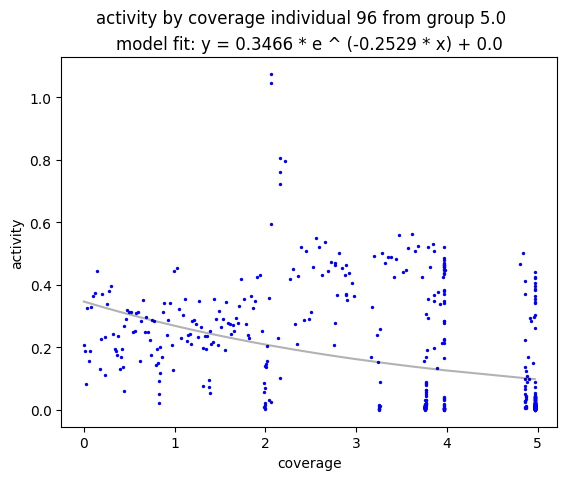 activity by coverage individual 96 from group 5.0
model fit: y = 0.3466 * e ^ (-0.2529 * x) + 0.0
1.0
0.8
0.6
0.4
0.2
0.0
activity
0 1 2 3 4 5
coverage